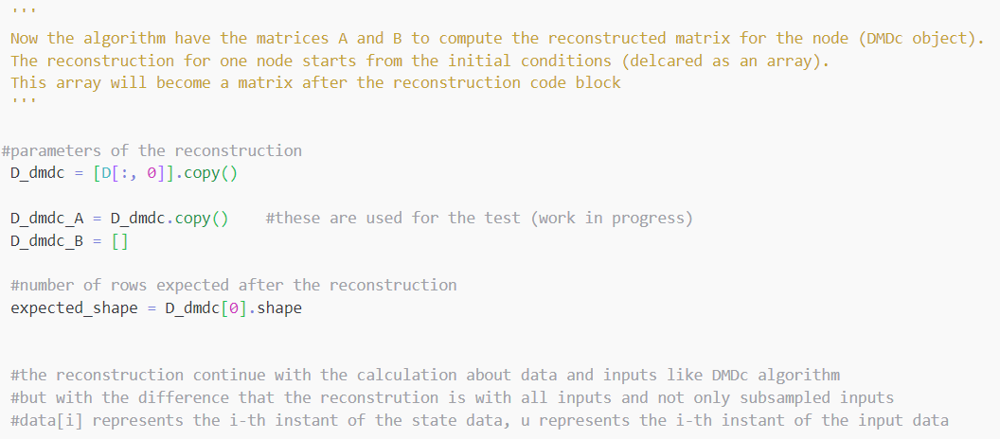 '''
Now the algorithm have the matrices A and B to compute the reconstructed matrix for the node (DMDc object).
The reconstruction for one node starts from the initial conditions (delcared as an array).
This array will become a matrix after the reconstruction code block
'''
#parameters of the reconstruction
D_dmdc = [D[:, 0]].copy()
D_dmdc_A = D_dmdc.copy()    #these are used for the test (work in progress)
D_dmdc_B = []
#number of rows expected after the reconstruction
expected_shape = D_dmdc[0].shape
#the reconstruction continue with the calculation about data and inputs like DMDc algorithm
#but with the difference that the reconstrution is with all inputs and not only subsampled inputs
#data[i] represents the i-th instant of the state data, u represents the i-th instant of the input data